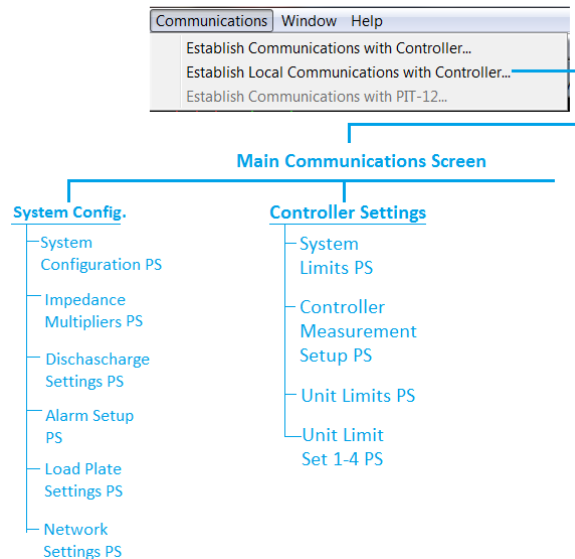 Communications Window Help
Establish Communications with Controller...
Establish Local Communications with Controller...
Establish Communications with PIT-12...
Main Communications Screen
System Config.
System
Configuration PS
Impedance
Multipliers PS
Dischascharge
Settings PS
Alarm Setup
PS
Load Plate
Settings PS
Network
Settings PS
Controller Settings
System
Limits PS
Controller
Measurement
Setup PS
Unit Limits PS
Unit Limit
Set 1-4 PS